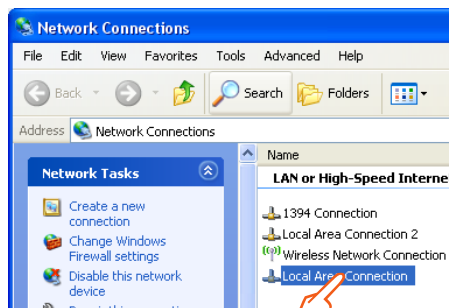 Network Connections
File Edit View Favorites Tools Advanced Help
Back Search Folders
Address Network Connections
Name
Network Tasks
LAN or High-Speed Interne
Create a new
connection
Change Windows
Firewall settings
Disable this network
device
1394 Connection
Local Area Connection 2
Wireless Network Connection
Local Area Connection